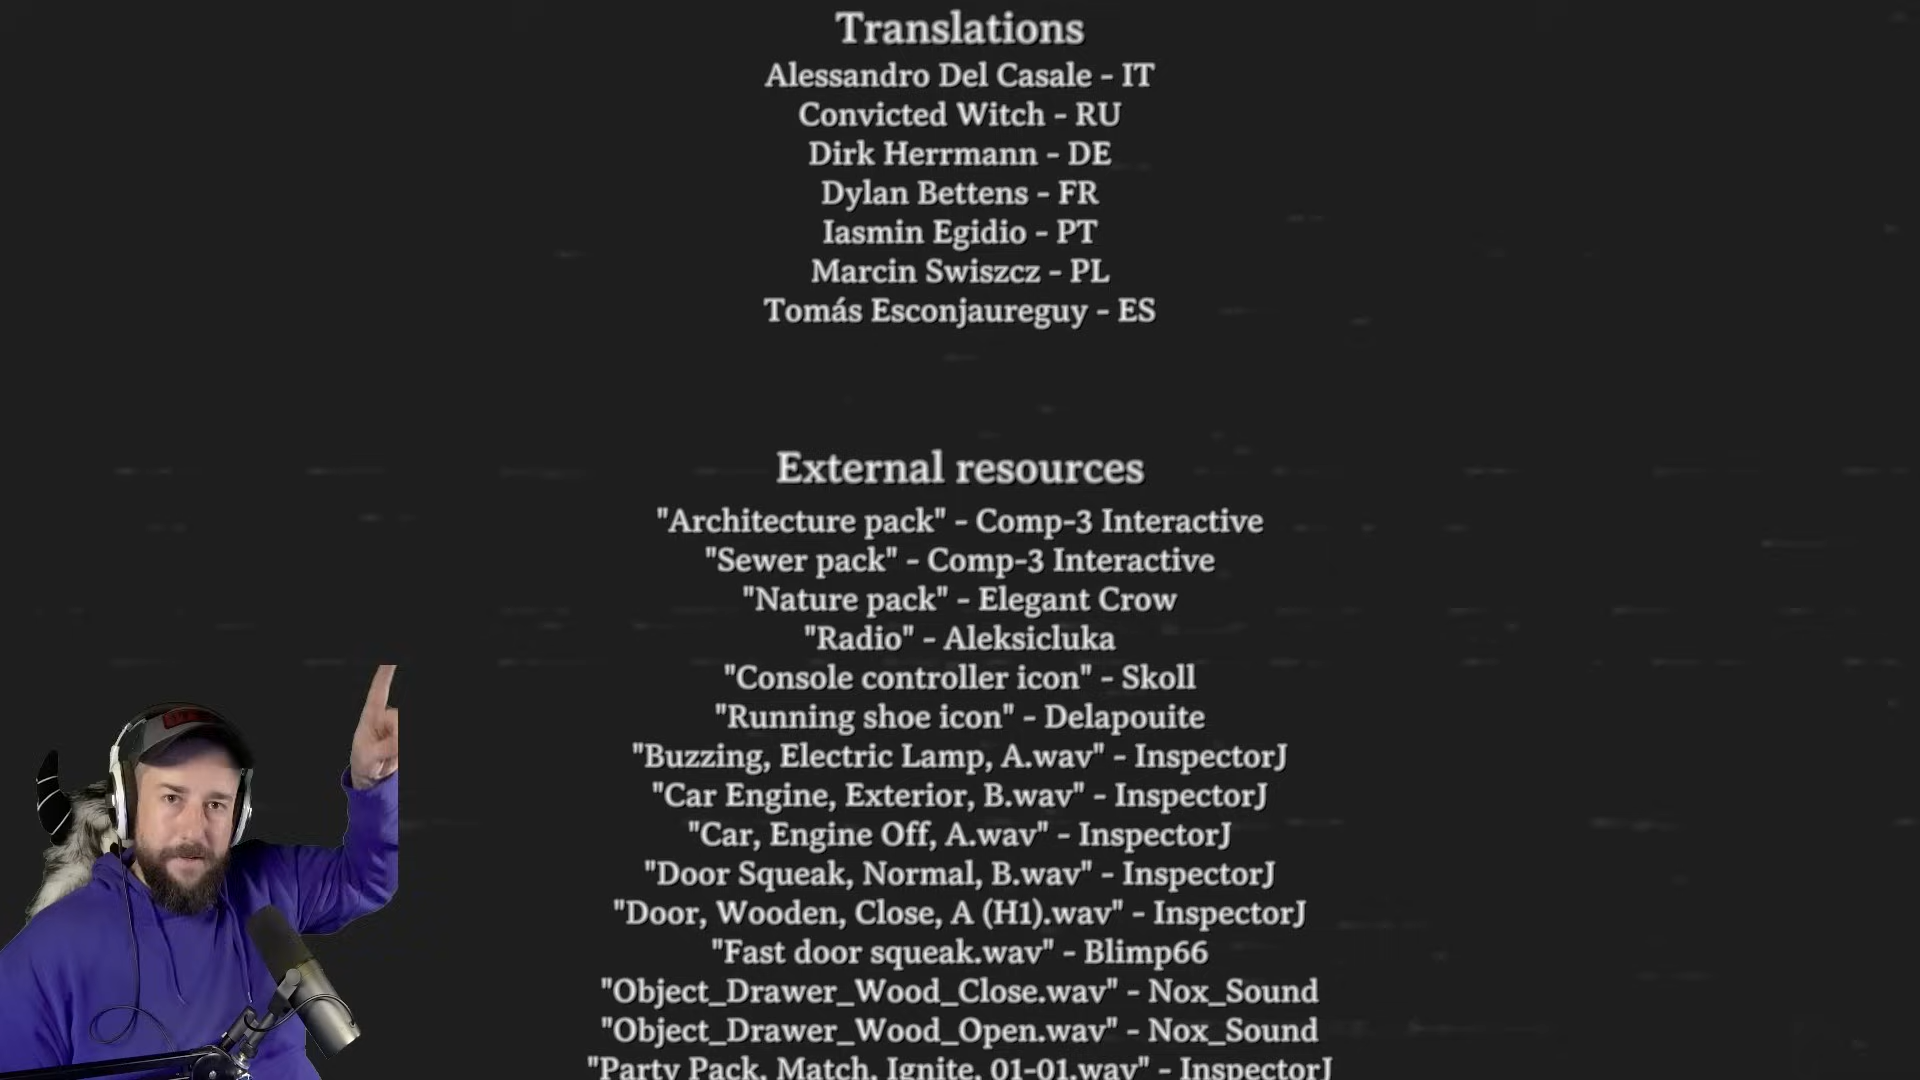 Translations
Alessandro Del Casale - IT
Convicted Witch - RU
Dirk Herrmann - DE
Dylan Bettens - FR
Iasmin Egidio - PT
Marcin Swiszcz - PL
Tomás Esconjaureguy - ES
External resources
"Architecture pack" - Comp-3 Interactive
"Sewer pack" - Comp-3 Interactive
"Nature pack" - Elegant Crow
"Radio" - Aleksicluka
"Console controller icon" - Skoll
"Running shoe icon" - Delapouite
"Buzzing, Electric Lamp, A.wav" - InspectorJ
"Car Engine, Exterior, B.wav" - InspectorJ
"Car, Engine Off, A.wav" - InspectorJ
"Door Squeak, Normal, B.wav" - InspectorJ
"Door, Wooden, Close, A (H1).wav" - InspectorJ
"Fast door squeak.wav" - Blimp66
"Object_Drawer_Wood_Close.wav" - Nox_Sound
"Object_Drawer_Wood_Open.wav" - Nox_Sound
"Party Pack, Match, Ignite, 01-01.wav" - InspectorJ